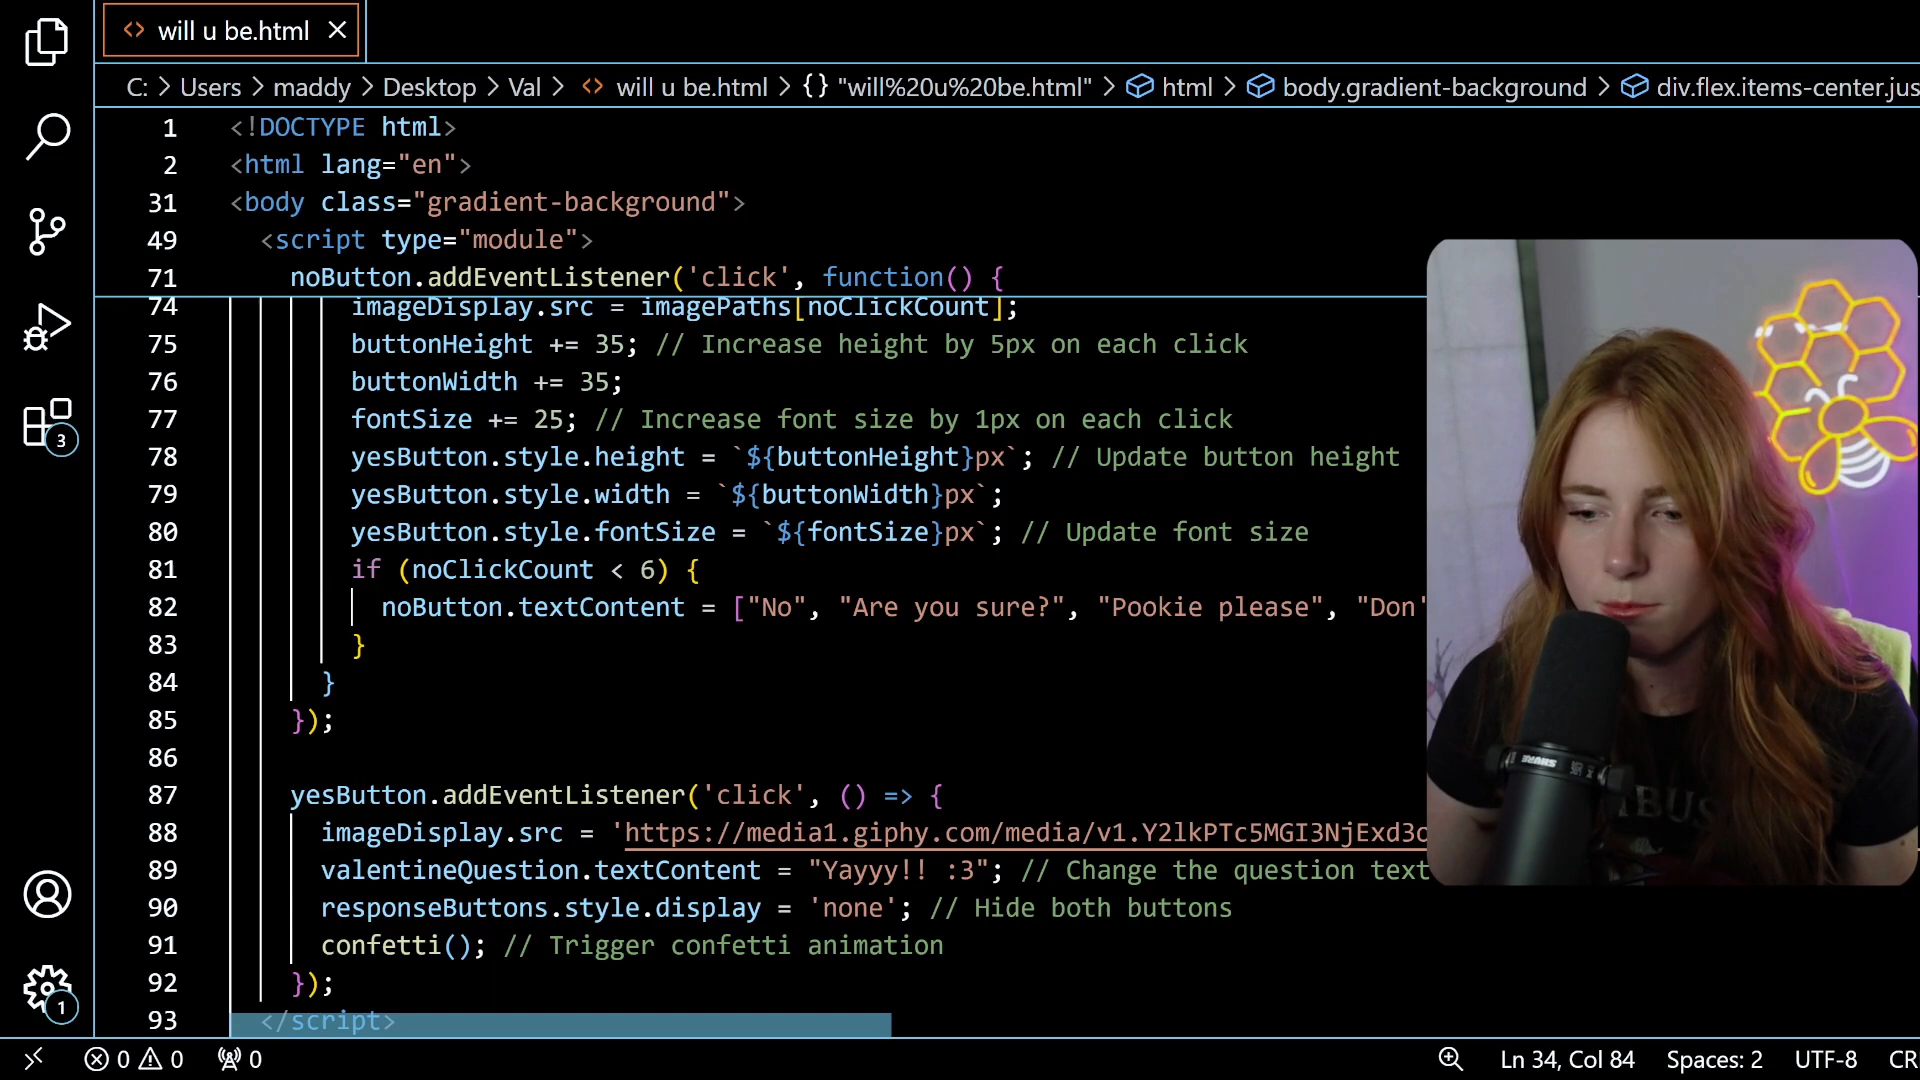 will u be.html
C: > Users > maddy > Desktop > Val > <> will u be.html > {} "will%20u%20be.html" > html > body.gradient-background > div.flex.items-center.jus
1 <!DOCTYPE html>
2 <html lang="en">
31 <body class="gradient-background">
49 <script type="module">
71 noButton.addEventListener('click', function() {
74 imageDisplay.src = imagePaths[noClickCount];
75 buttonHeight += 35; // Increase height by 5px on each click
76 buttonWidth += 35;
77 fontSize += 25; // Increase font size by 1px on each click
78 yesButton.style.height = `${buttonHeight}px`; // Update button height
79 yesButton.style.width = `${buttonWidth}px`;
80 yesButton.style.fontSize = `${fontSize}px`; // Update font size
81 if (noClickCount < 6) {
82 noButton.textContent = ["No", "Are you sure?", "Pookie please", "Don'
83 }
84 }
85 });
86
87 yesButton.addEventListener('click', () => {
88 imageDisplay.src = 'https://media1.giphy.com/media/v1.Y2lkPTc5MGI3NjExd3
89 valentineQuestion.textContent = "Yayyy!! :3"; // Change the question text
90 responseButtons.style.display = 'none'; // Hide both buttons
91 confetti(); // Trigger confetti animation
92 });
93 </script>
3
1
0 0 0
Ln 34, Col 84 Spaces: 2 UTF-8 CR
SHURE
IBUS